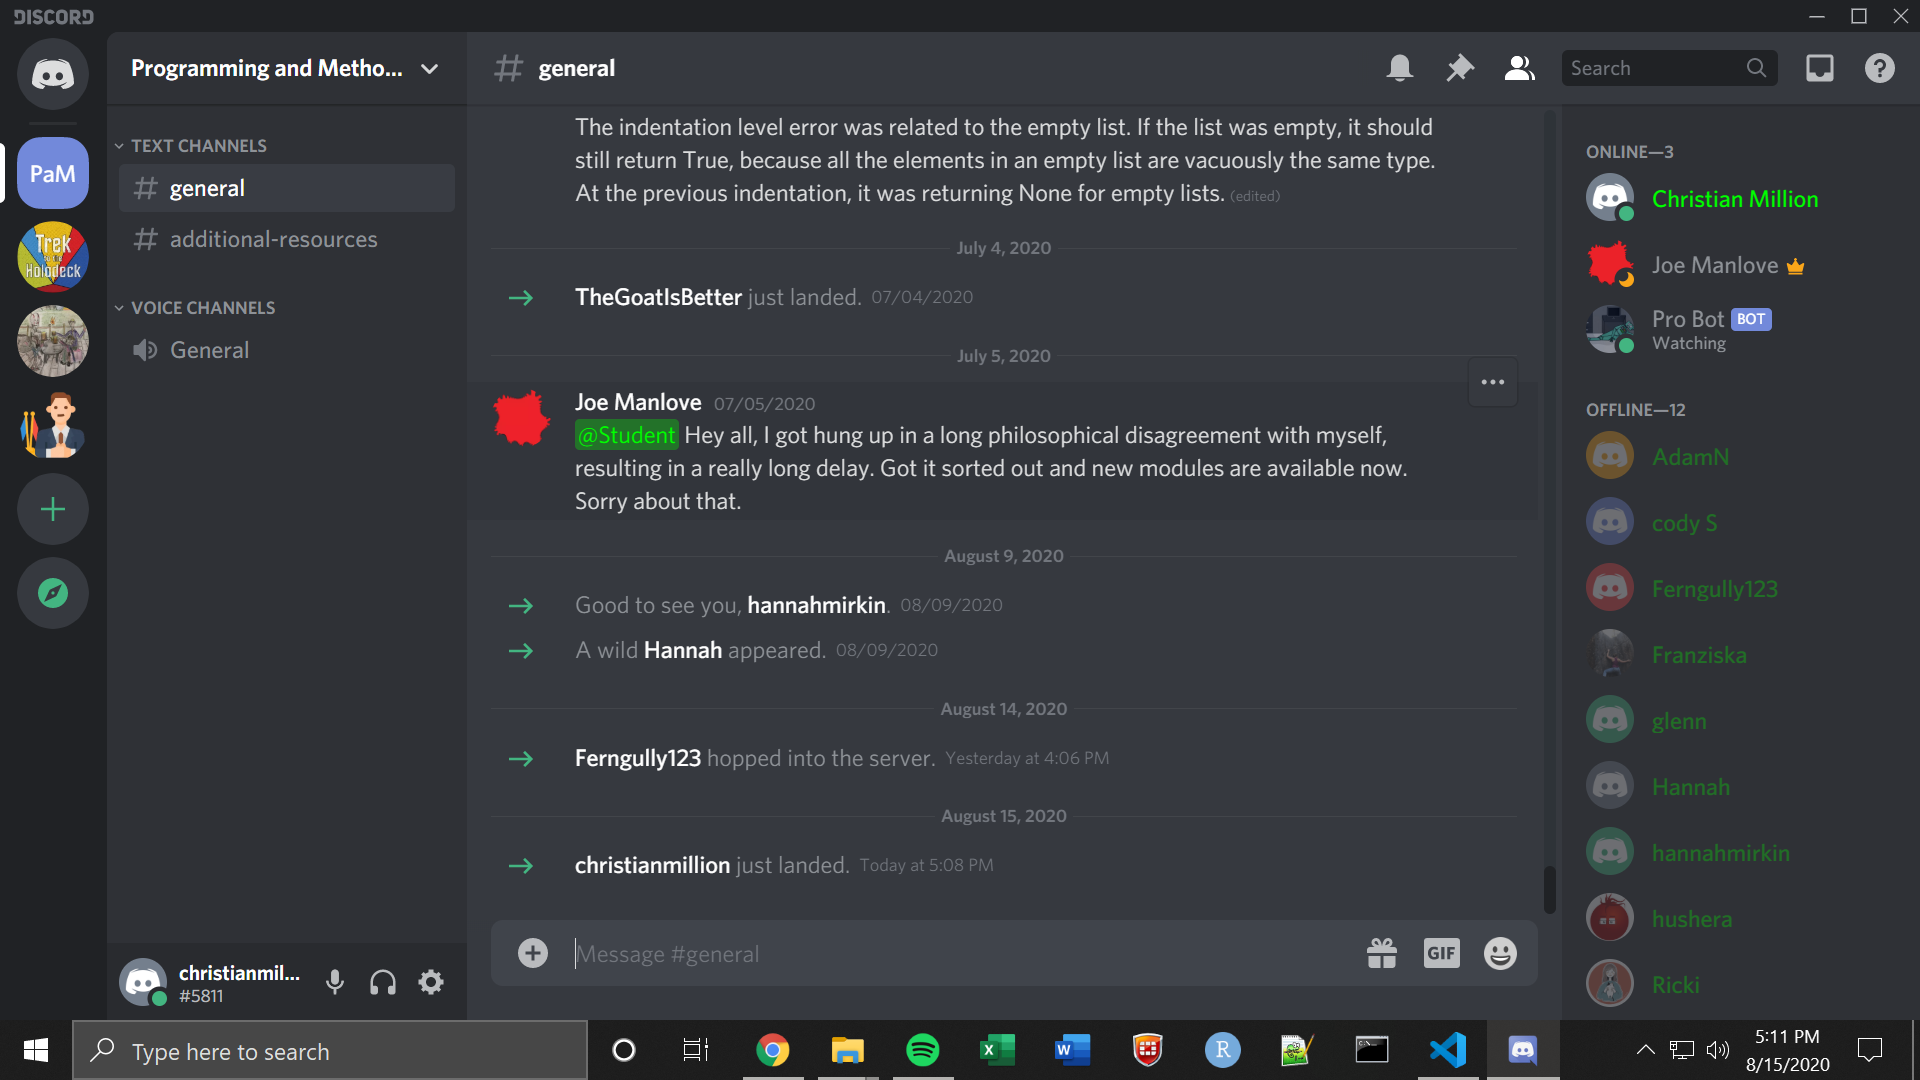 DISCORD
PaM
Trek
Holodeck
Programming and Metho...
TEXT CHANNELS
general
additional-resources
VOICE CHANNELS
General
christianmil...
#5811
# general
Search
The indentation level error was related to the empty list. If the list was empty, it should
still return True, because all the elements in an empty list are vacuously the same type.
At the previous indentation, it was returning None for empty lists. (edited)
July 4, 2020
TheGoatIsBetter just landed. 07/04/2020
July 5, 2020
Joe Manlove 07/05/2020
@Student Hey all, I got hung up in a long philosophical disagreement with myself,
resulting in a really long delay. Got it sorted out and new modules are available now.
Sorry about that.
August 9, 2020
Good to see you, hannahmirkin. 08/09/2020
A wild Hannah appeared. 08/09/2020
August 14, 2020
Ferngully123 hopped into the server. Yesterday at 4:06 PM
August 15, 2020
christianmillion just landed. Today at 5:08 PM
Message #general
GIF
ONLINE—3
Christian Million
Joe Manlove
Pro Bot BOT
Watching
OFFLINE—12
AdamN
cody S
Ferngully123
Franziska
glenn
Hannah
hannahmirkin
hushera
Ricki
Type here to search
5:11 PM
8/15/2020